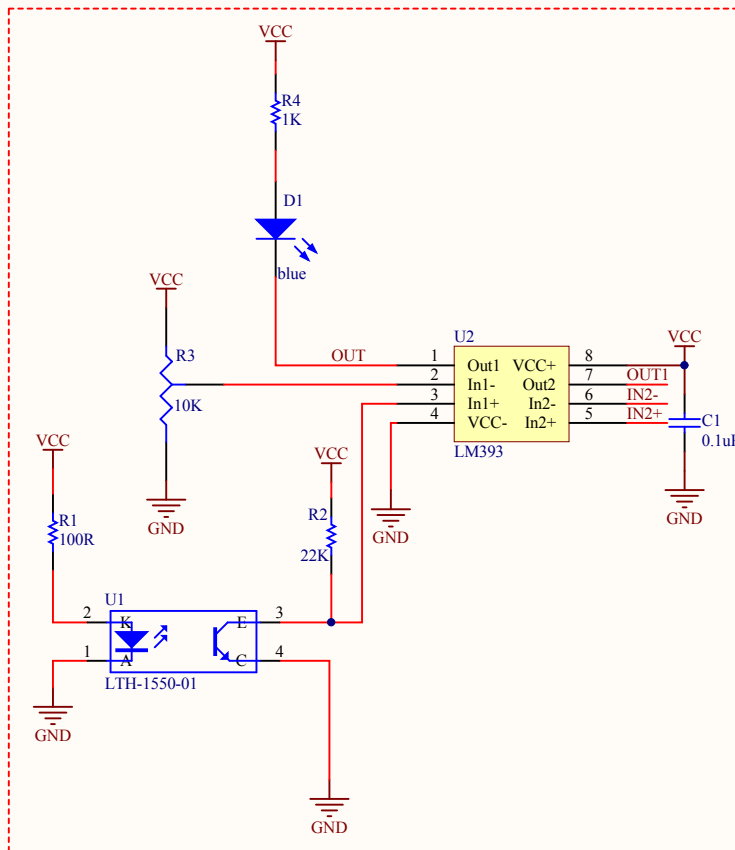 VCC
R4
1K
D1
blue
VCC
R3
10K
OUT
U2
1 Out1 VCC+ 8
2 In1- Out2 7 OUT1
3 In1+ In2- 6 IN2-
4 VCC- In2+ 5 IN2+
LM393
VCC
C1
0.1uF
GND
GND
GND
VCC
R1
100R
VCC
R2
22K
U1
2 K E 3
1 A C 4
LTH-1550-01
GND
GND